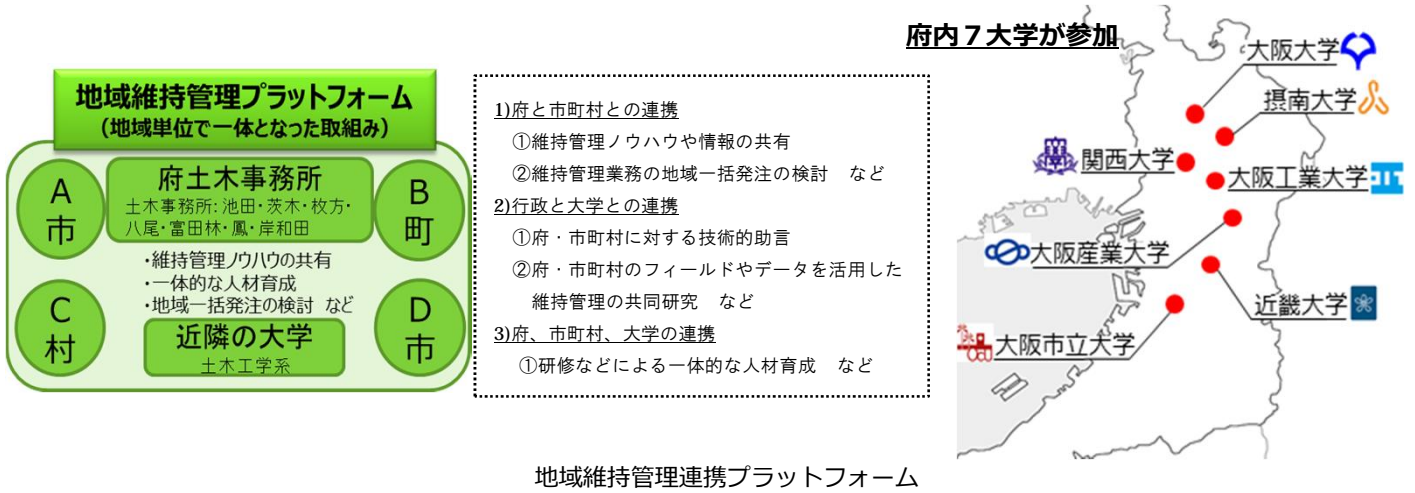 府内７大学が参加
地域維持管理プラットフォーム
（地域単位で一体となった取組み）
A
市
府土木事務所
土木事務所:池田・茨木・枚方・
八尾・富田林・鳳・岸和田
B
町
・維持管理ノウハウの共有
・一体的な人材育成
・地域一括発注の検討 など
C
村
近隣の大学
土木工学系
D
市
1)府と市町村との連携
①維持管理ノウハウや情報の共有
②維持管理業務の地域一括発注の検討　など
2)行政と大学との連携
①府・市町村に対する技術的助言
②府・市町村のフィールドやデータを活用した
維持管理の共同研究　など
3)府、市町村、大学の連携
①研修などによる一体的な人材育成　など
大阪大学
摂南大学
関西大学
大阪工業大学
大阪産業大学
近畿大学
大阪市立大学
地域維持管理連携プラットフォーム